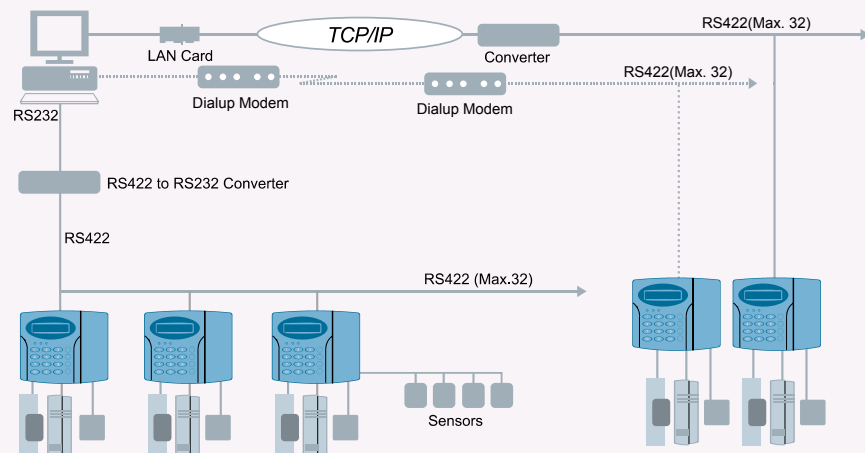 TCP/IP
RS422(Max. 32)
LAN Card
Converter
RS422(Max. 32)
Dialup Modem
Dialup Modem
RS232
RS422 to RS232 Converter
RS422
RS422 (Max.32)
Sensors